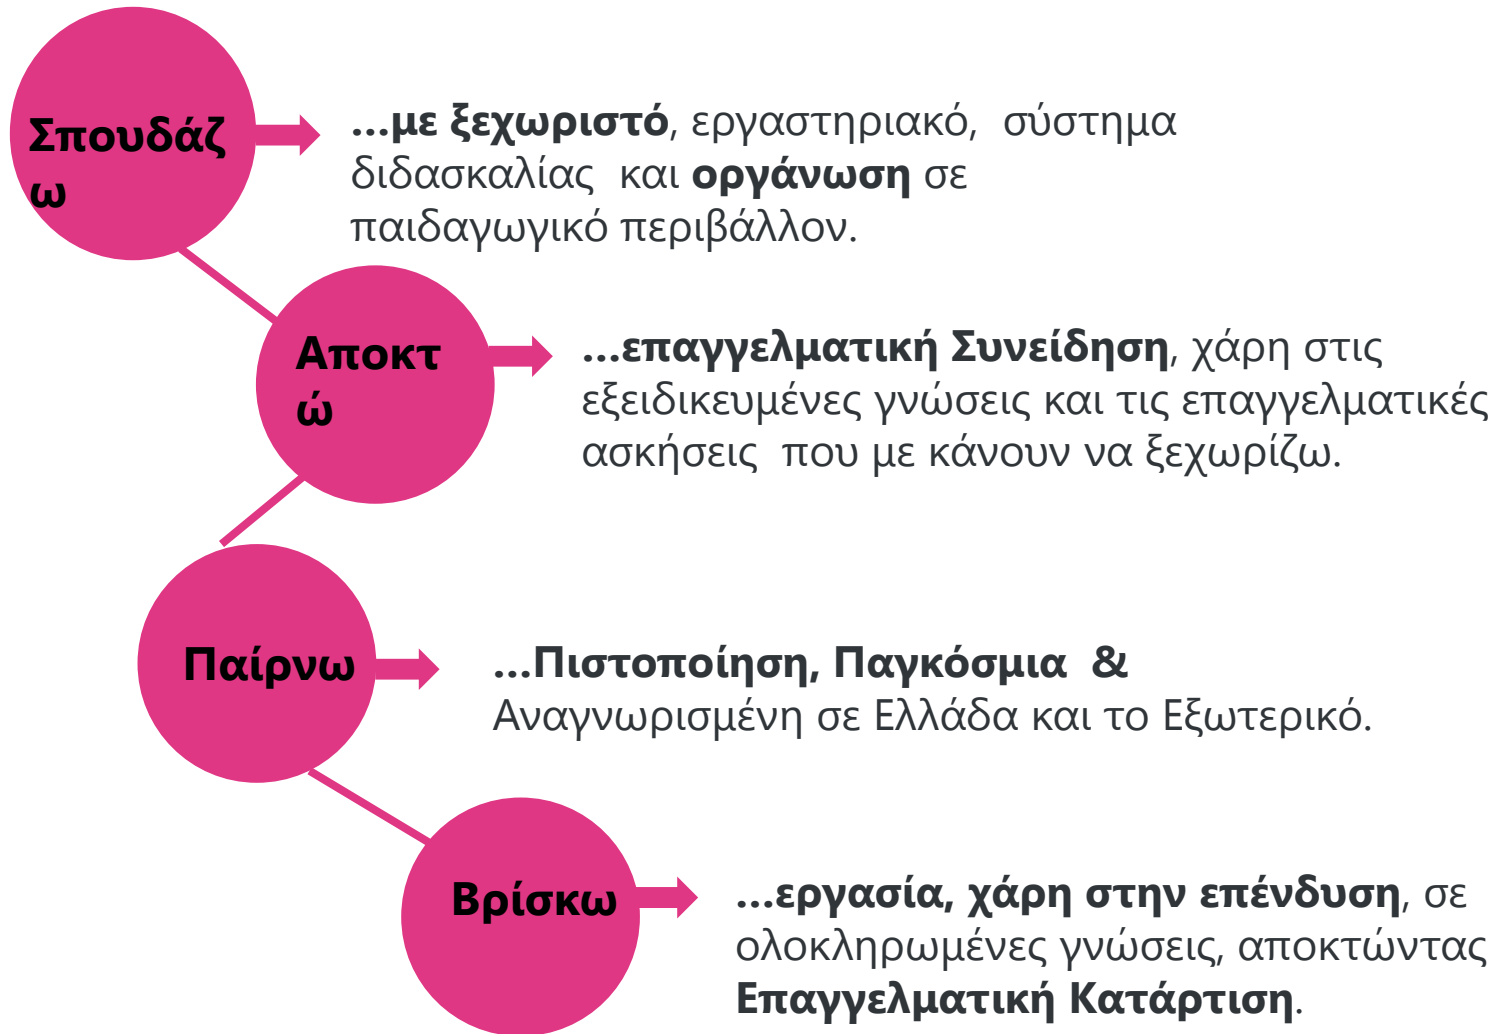 Σπουδάζ
ω
...με ξεχωριστό, εργαστηριακό, σύστημα
διδασκαλίας και οργάνωση σε
παιδαγωγικό περιβάλλον.
Αποκτ
ώ
...επαγγελματική Συνείδηση, χάρη στις
εξειδικευμένες γνώσεις και τις επαγγελματικές
ασκήσεις που με κάνουν να ξεχωρίζω.
Παίρνω
...Πιστοποίηση, Παγκόσμια &
Αναγνωρισμένη σε Ελλάδα και το Εξωτερικό.
Βρίσκω
...εργασία, χάρη στην επένδυση, σε
ολοκληρωμένες γνώσεις, αποκτώντας
Επαγγελματική Κατάρτιση.